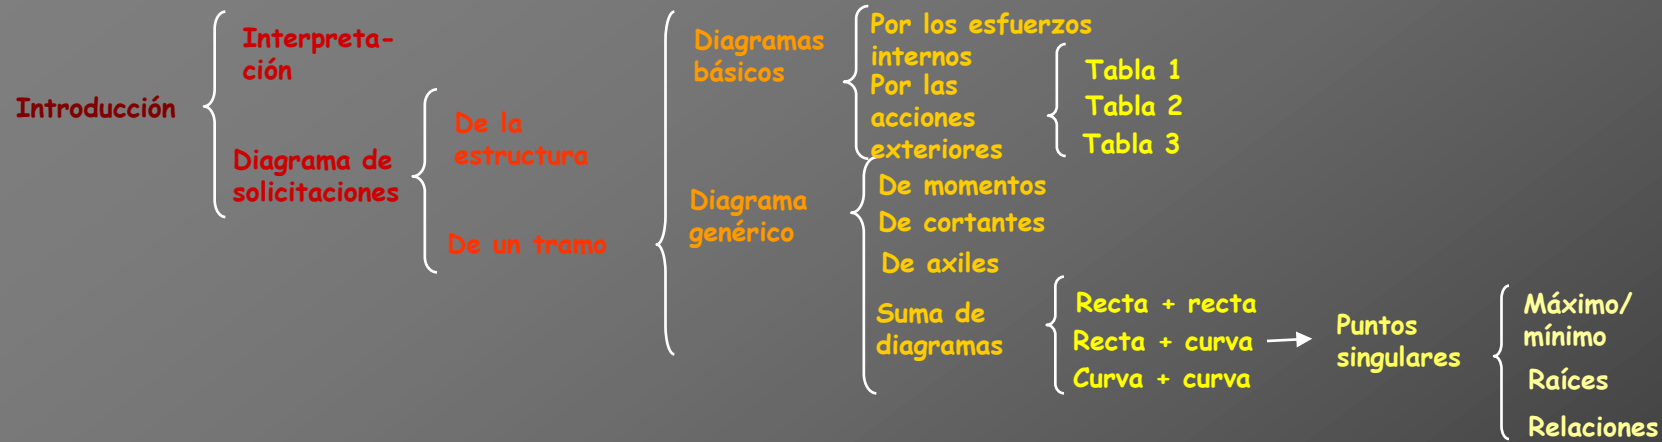 Introducción
Interpreta-
ción
Diagrama de
solicitaciones
De la
estructura
De un tramo
Diagramas
básicos
Por los esfuerzos
internos
Por las
acciones
exteriores
Tabla 1
Tabla 2
Tabla 3
Diagrama
genérico
De momentos
De cortantes
De axiles
Suma de
diagramas
Recta + recta
Recta + curva
Curva + curva
Puntos
singulares
Máximo/
mínimo
Raíces
Relaciones